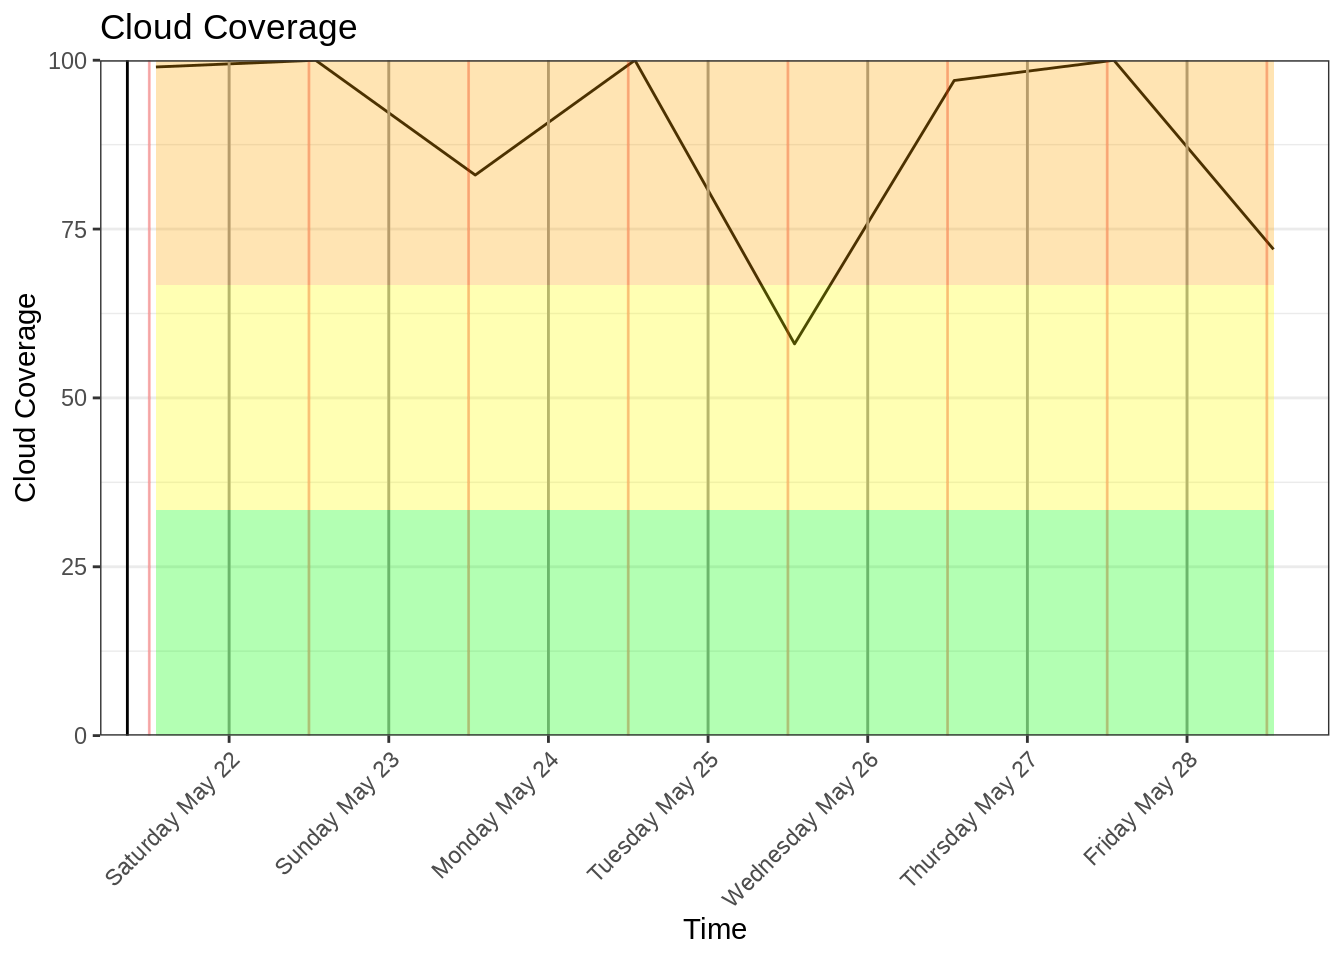 Cloud Coverage
Cloud Coverage
100
75
50
25
0
Saturday May 22
Sunday May 23
Monday May 24
Tuesday May 25
Wednesday May 26
Thursday May 27
Friday May 28
Time